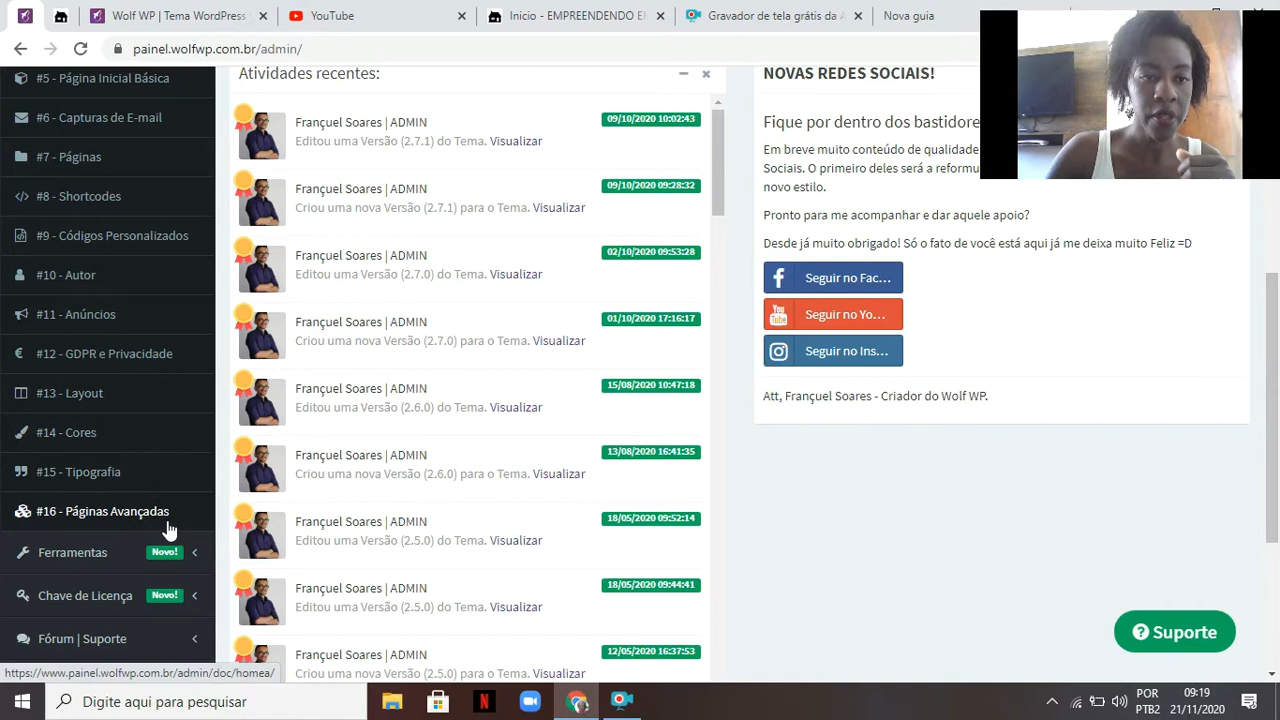 Wolf WP | Tema WordPress
YouTube
Inicio - EMPREENDENDO E
Gravador de tela grátis da A
Nova guia
painel.wolfwp.com.br/admin/
#5 - Página Inicial Básica
#6 - Capturas de E-mail
#7 - Posts
#8 - Sidebar
#9 - Códigos Personalizados
#10 - Autor
#11 - Anúncios
#12 - GDPR e Privacidade
#13 - Layout
#14 - Cores
#15 - Tipografia
#16 - Páginas Avançadas
Ferramentas Novo!
Chave de Licença Novo!
Fórum | Suporte
https://www.painel.wolfwp.com.br/admin/doc/homea/
Atividades recentes:
Françuel Soares | ADMIN 09/10/2020 10:02:43
Editou uma Versão (2.7.1) do Tema. Visualizar
Françuel Soares | ADMIN 09/10/2020 09:28:32
Criou uma nova Versão (2.7.1) para o Tema. Visualizar
Françuel Soares | ADMIN 02/10/2020 09:53:28
Editou uma Versão (2.7.0) do Tema. Visualizar
Françuel Soares | ADMIN 01/10/2020 17:16:17
Criou uma nova Versão (2.7.0) para o Tema. Visualizar
Françuel Soares | ADMIN 15/08/2020 10:47:18
Editou uma Versão (2.6.0) do Tema. Visualizar
Françuel Soares | ADMIN 13/08/2020 16:41:35
Criou uma nova Versão (2.6.0) para o Tema. Visualizar
Françuel Soares | ADMIN 18/05/2020 09:52:14
Editou uma Versão (2.5.0) do Tema. Visualizar
Françuel Soares | ADMIN 18/05/2020 09:44:41
Editou uma Versão (2.5.0) do Tema. Visualizar
Françuel Soares | ADMIN 12/05/2020 16:37:53
Criou uma nova Versão (2.5.0) para o Tema. Visualizar
NOVAS REDES SOCIAIS!
Fique por dentro dos bastidore
Em breve muito conteúdo de qualidade
Sociais. O primeiro deles será a reformu
novo estilo.
Pronto para me acompanhar e dar aquele apoio?
Desde já muito obrigado! Só o fato de você está aqui já me deixa muito Feliz =D
Seguir no Fac...
You Tube Seguir no Yo...
Seguir no Ins...
Att, Françuel Soares - Criador do Wolf WP.
Suporte
Digite aqui para pesquisar
POR
PTB2
09:19
21/11/2020